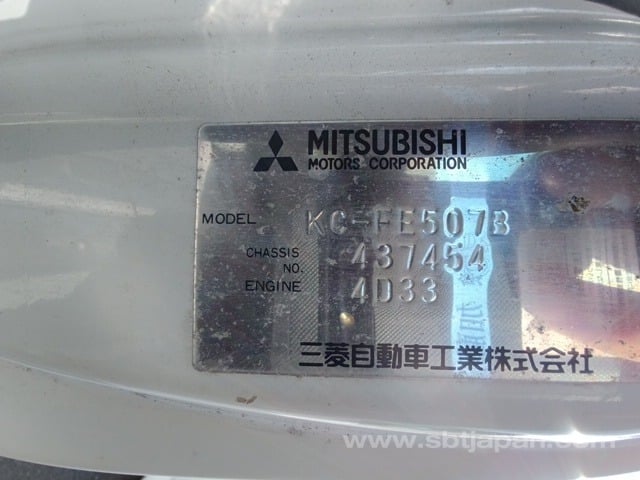 MITSUBISHI
MOTORS CORPORATION
MODEL KC-FE507B
CHASSIS NO. 437454
ENGINE 4D33
三菱自動車工業株式会社
www.sbtjapan.com